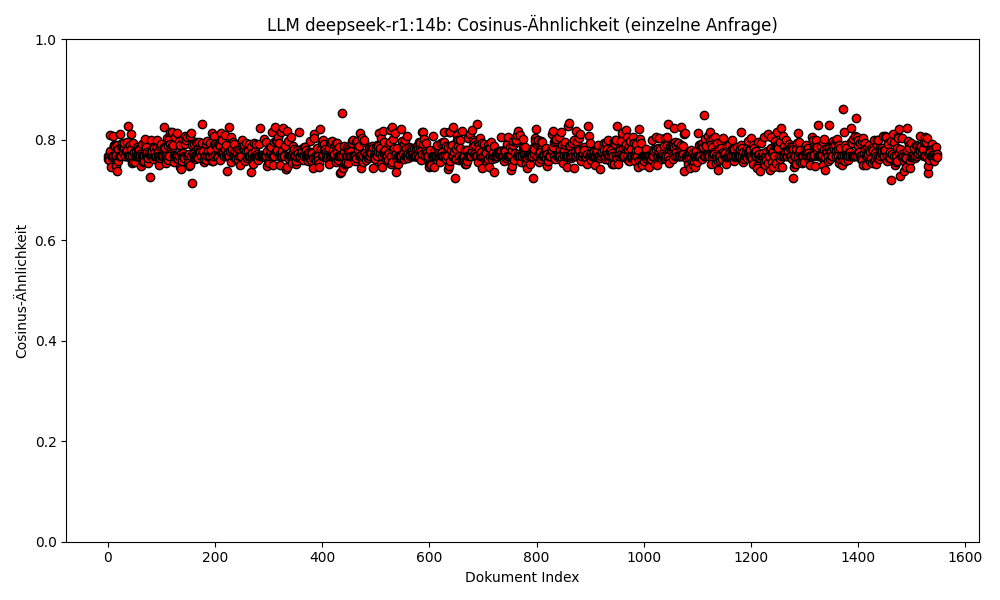 LLM deepseek-r1:14b: Cosinus-Ähnlichkeit (einzelne Anfrage)
1.0
0.8
0.6
0.4
0.2
0.0
Cosinus-Ähnlichkeit
0 200 400 600 800 1000 1200 1400 1600
Dokument Index